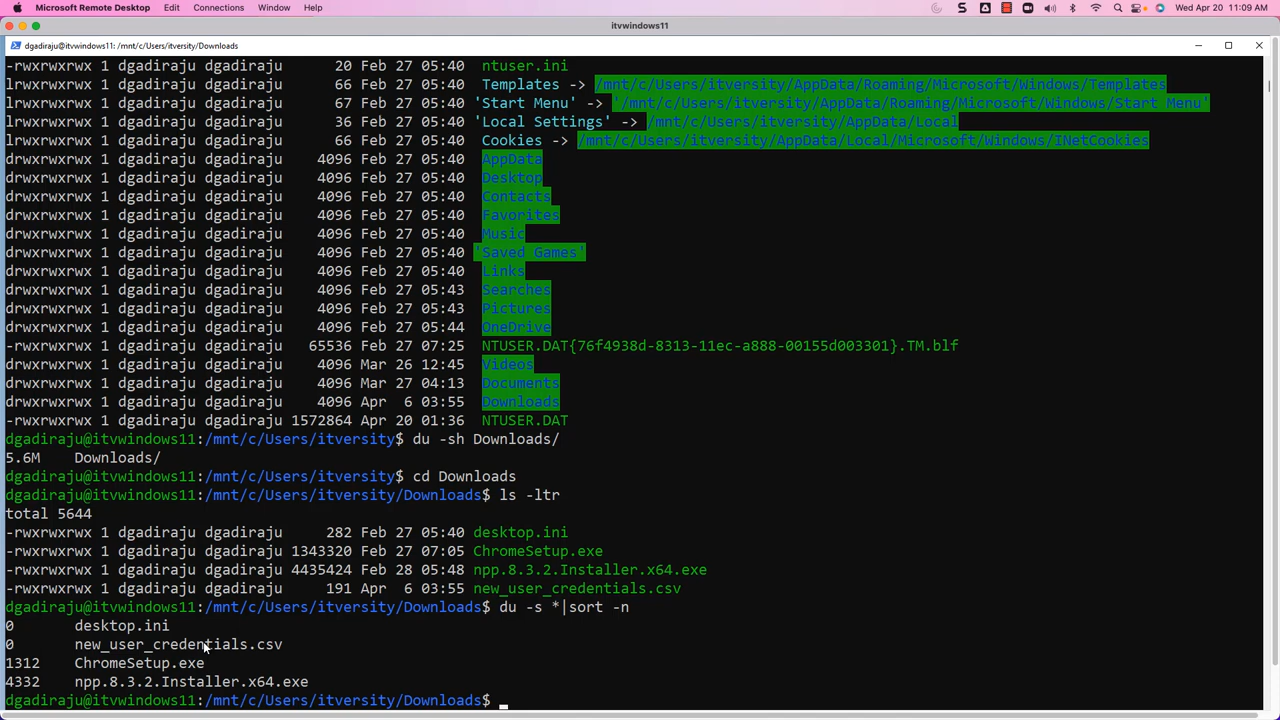 Microsoft Remote Desktop Edit Connections Window Help Wed Apr 20 11:09 AM
itvwindows11
dgadiraju@itvwindows11: /mnt/c/Users/itversity/Downloads
-rwxrwxrwx 1 dgadiraju dgadiraju 20 Feb 27 05:40 ntuser.ini
lrwxrwxrwx 1 dgadiraju dgadiraju 66 Feb 27 05:40 Templates -> /mnt/c/Users/itversity/AppData/Roaming/Microsoft/Windows/Templates
lrwxrwxrwx 1 dgadiraju dgadiraju 67 Feb 27 05:40 'Start Menu' -> '/mnt/c/Users/itversity/AppData/Roaming/Microsoft/Windows/Start Menu'
lrwxrwxrwx 1 dgadiraju dgadiraju 36 Feb 27 05:40 'Local Settings' -> /mnt/c/Users/itversity/AppData/Local
lrwxrwxrwx 1 dgadiraju dgadiraju 66 Feb 27 05:40 Cookies -> /mnt/c/Users/itversity/AppData/Local/Microsoft/Windows/INetCookies
drwxrwxrwx 1 dgadiraju dgadiraju 4096 Feb 27 05:40 AppData
drwxrwxrwx 1 dgadiraju dgadiraju 4096 Feb 27 05:40 Desktop
drwxrwxrwx 1 dgadiraju dgadiraju 4096 Feb 27 05:40 Contacts
drwxrwxrwx 1 dgadiraju dgadiraju 4096 Feb 27 05:40 Favorites
drwxrwxrwx 1 dgadiraju dgadiraju 4096 Feb 27 05:40 Music
drwxrwxrwx 1 dgadiraju dgadiraju 4096 Feb 27 05:40 'Saved Games'
drwxrwxrwx 1 dgadiraju dgadiraju 4096 Feb 27 05:40 Links
drwxrwxrwx 1 dgadiraju dgadiraju 4096 Feb 27 05:43 Searches
drwxrwxrwx 1 dgadiraju dgadiraju 4096 Feb 27 05:43 Pictures
drwxrwxrwx 1 dgadiraju dgadiraju 4096 Feb 27 05:44 OneDrive
-rwxrwxrwx 1 dgadiraju dgadiraju 65536 Feb 27 07:25 NTUSER.DAT{76f4938d-8313-11ec-a888-00155d003301}.TM.blf
drwxrwxrwx 1 dgadiraju dgadiraju 4096 Mar 26 12:45 Videos
drwxrwxrwx 1 dgadiraju dgadiraju 4096 Mar 27 04:13 Documents
drwxrwxrwx 1 dgadiraju dgadiraju 4096 Apr 6 03:55 Downloads
-rwxrwxrwx 1 dgadiraju dgadiraju 1572864 Apr 20 01:36 NTUSER.DAT
dgadiraju@itvwindows11:/mnt/c/Users/itversity$ du -sh Downloads/
5.6M Downloads/
dgadiraju@itvwindows11:/mnt/c/Users/itversity$ cd Downloads
dgadiraju@itvwindows11:/mnt/c/Users/itversity/Downloads$ ls -ltr
total 5644
-rwxrwxrwx 1 dgadiraju dgadiraju 282 Feb 27 05:40 desktop.ini
-rwxrwxrwx 1 dgadiraju dgadiraju 1343320 Feb 27 07:05 ChromeSetup.exe
-rwxrwxrwx 1 dgadiraju dgadiraju 4435424 Feb 28 05:48 npp.8.3.2.Installer.x64.exe
-rwxrwxrwx 1 dgadiraju dgadiraju 191 Apr 6 03:55 new_user_credentials.csv
dgadiraju@itvwindows11:/mnt/c/Users/itversity/Downloads$ du -s *|sort -n
0 desktop.ini
0 new_user_credentials.csv
1312 ChromeSetup.exe
4332 npp.8.3.2.Installer.x64.exe
dgadiraju@itvwindows11:/mnt/c/Users/itversity/Downloads$